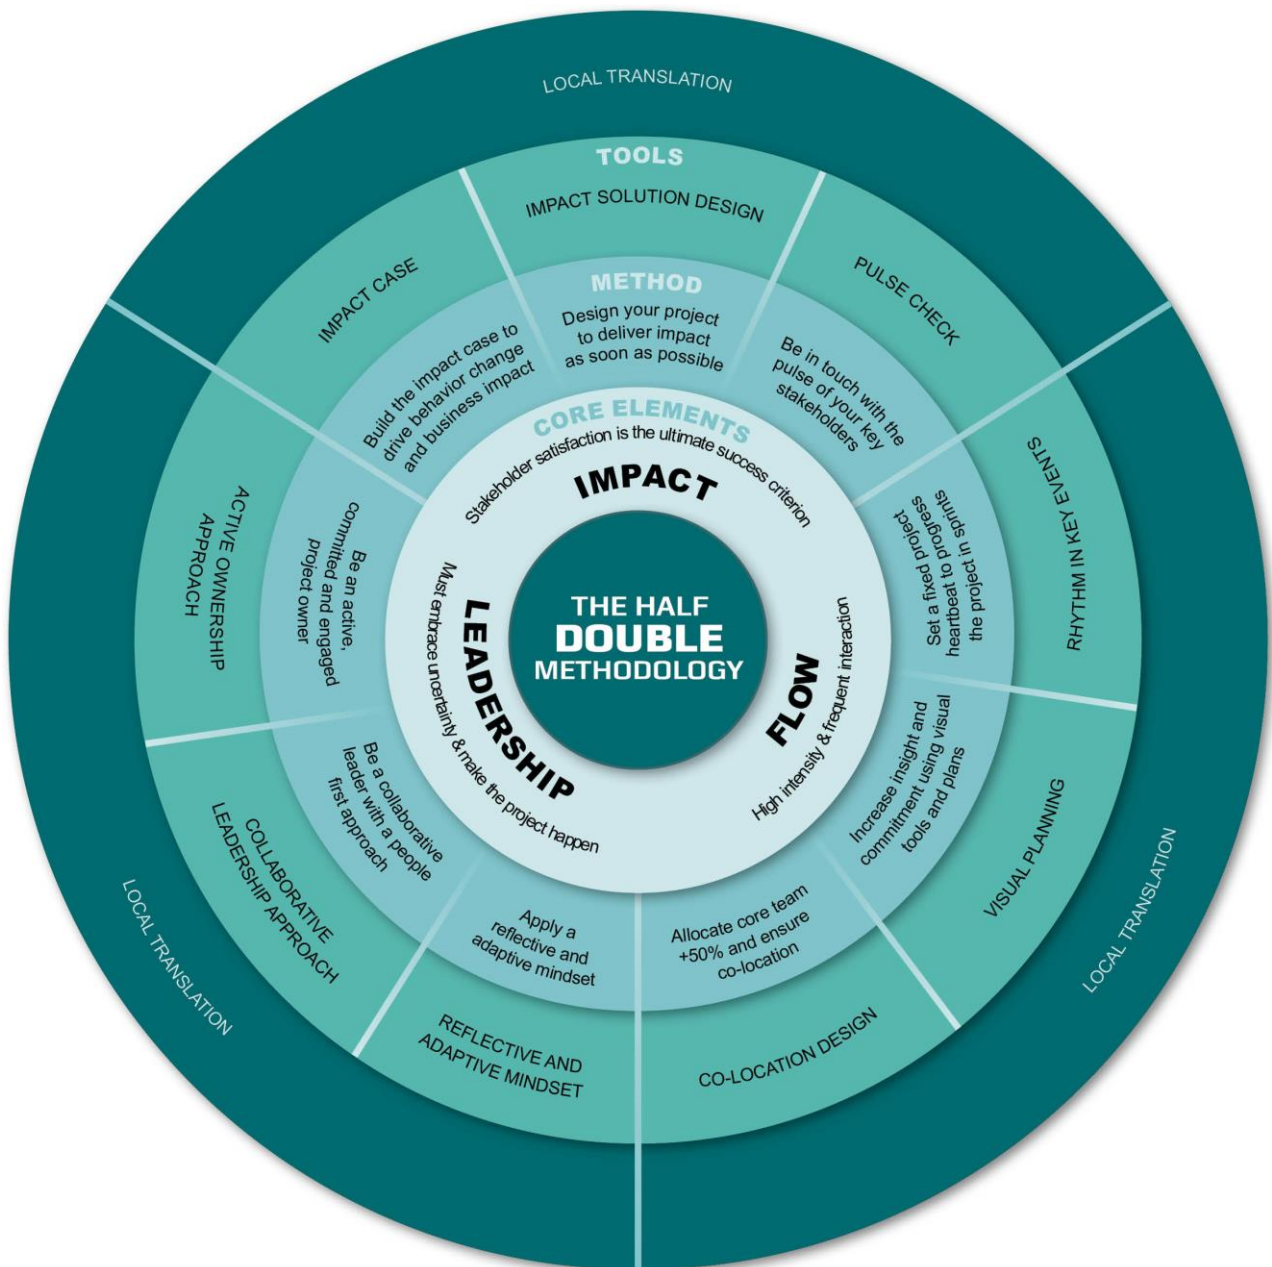 LOCAL TRANSLATION
TOOLS
IMPACT SOLUTION DESIGN
PULSE CHECK
RHYTHM IN KEY EVENTS
VISUAL PLANNING
CO-LOCATION DESIGN
REFLECTIVE AND
ADAPTIVE MINDSET
COLLABORATIVE
LEADERSHIP APPROACH
ACTIVE OWNERSHIP
APPROACH
IMPACT CASE
METHOD
Design your project
to deliver impact
as soon as possible
Be in touch with the
pulse of your key
stakeholders
Set a fixed project
heartbeat to progress
the project in sprints
Increase insight and
commitment using visual
tools and plans
Allocate core team
+50% and ensure
co-location
Apply a
reflective and
adaptive mindset
Be a collaborative
leader with a people
first approach
Be an active,
committed and engaged
project owner
Build the impact case to
drive behavior change
and business impact
CORE ELEMENTS
Stakeholder satisfaction is the ultimate success criterion
IMPACT
FLOW
High intensity & frequent interaction
LEADERSHIP
Must embrace uncertainty & make the project happen
THE HALF
DOUBLE
METHODOLOGY
LOCAL TRANSLATION
LOCAL TRANSLATION